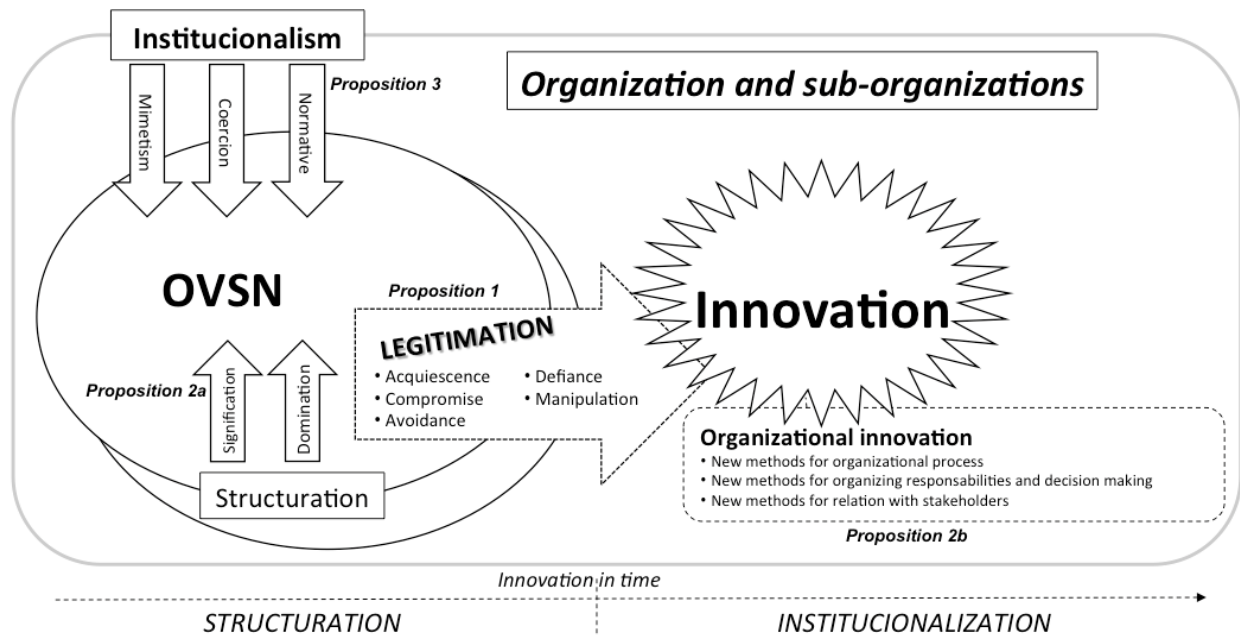 Institucionalism
Mimetism
Coercion
Normative
Proposition 3
Organization and sub-organizations
OVSN
Proposition 1
LEGITIMATION
• Acquiescence
• Compromise
• Avoidance
• Defiance
• Manipulation
Innovation
Proposition 2a
Signification
Domination
Structuration
Organizational innovation
• New methods for organizational process
• New methods for organizing responsabilities and decision making
• New methods for relation with stakeholders
Proposition 2b
Innovation in time
STRUCTURATION
INSTITUCIONALIZATION